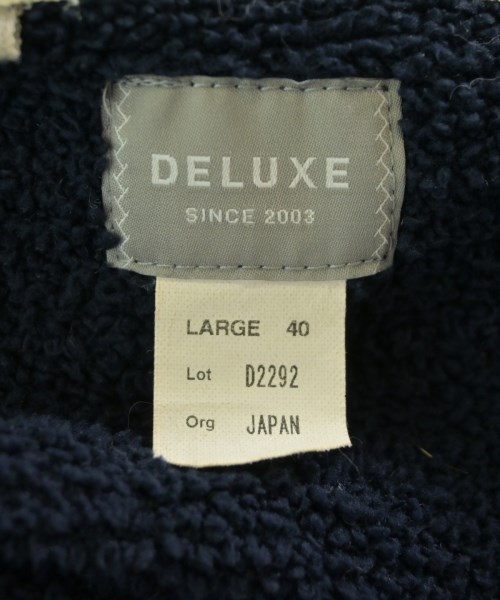 DELUXE
SINCE 2003
LARGE 40
Lot D2292
Org JAPAN